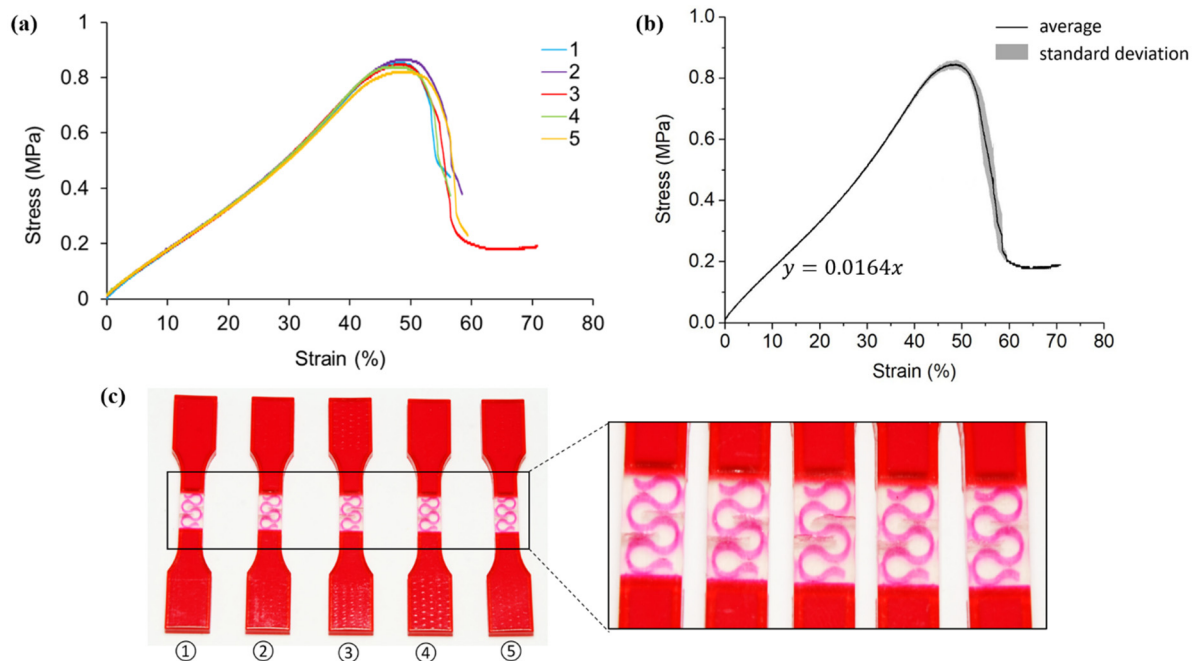 (a)
1
0.8
0.6
0.4
0.2
0
0 10 20 30 40 50 60 70 80
Stress (MPa)
Strain (%)
1
2
3
4
5
(b)
average
standard deviation
1.0
0.8
0.6
0.4
0.2
0.0
0 10 20 30 40 50 60 70 80
Stress (MPa)
Strain (%)
y = 0.0164x
(c)
① ② ③ ④ ⑤